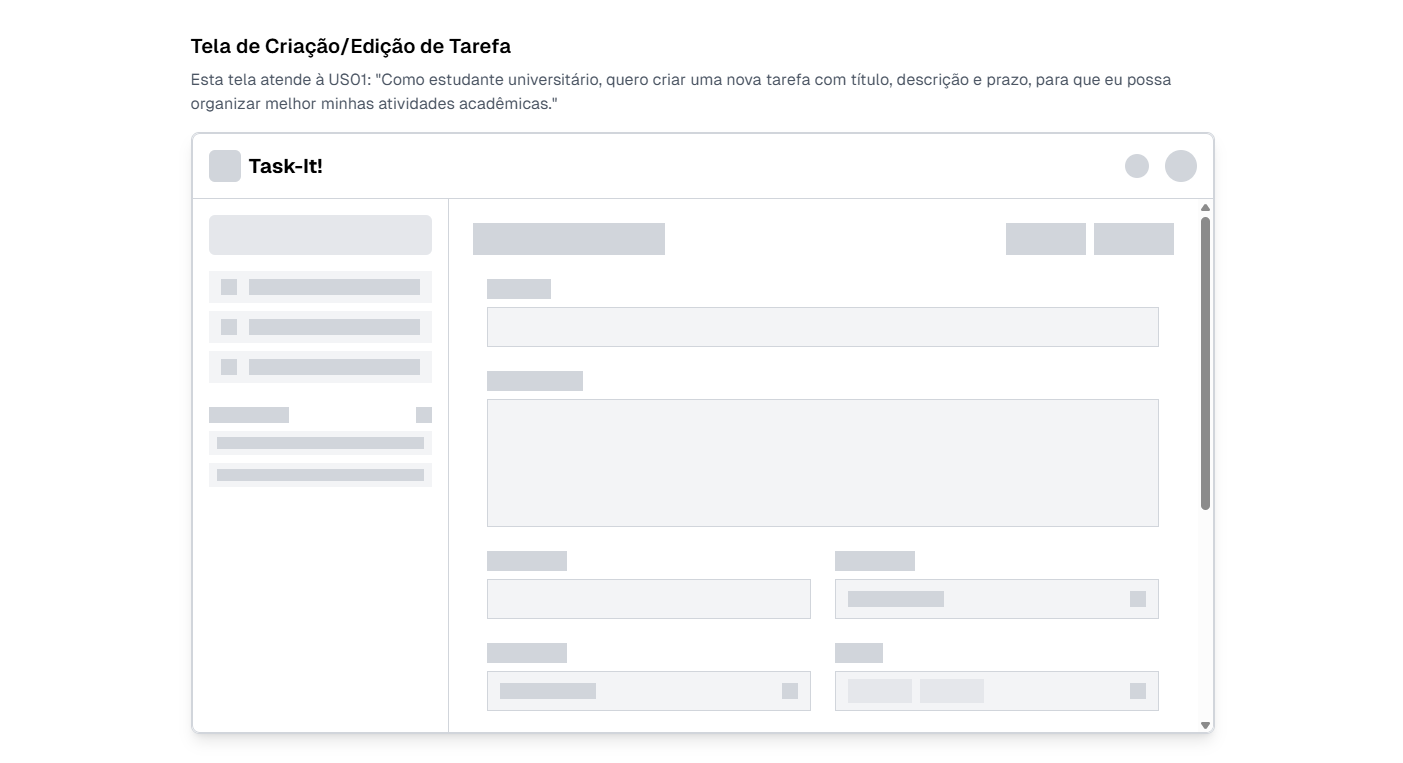 Tela de Criação/Edição de Tarefa
Esta tela atende à US01: "Como estudante universitário, quero criar uma nova tarefa com título, descrição e prazo, para que eu possa
organizar melhor minhas atividades acadêmicas."
Task-It!